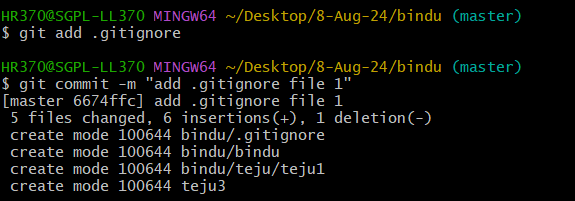 HR370@SGPL-LL370 MINGW64 ~/Desktop/8-Aug-24/bindu (master)
$ git add .gitignore
HR370@SGPL-LL370 MINGW64 ~/Desktop/8-Aug-24/bindu (master)
$ git commit -m "add .gitignore file 1"
[master 6674ffc] add .gitignore file 1
 5 files changed, 6 insertions(+), 1 deletion(-)
 create mode 100644 bindu/.gitignore
 create mode 100644 bindu/bindu
 create mode 100644 bindu/teju/teju1
 create mode 100644 teju3